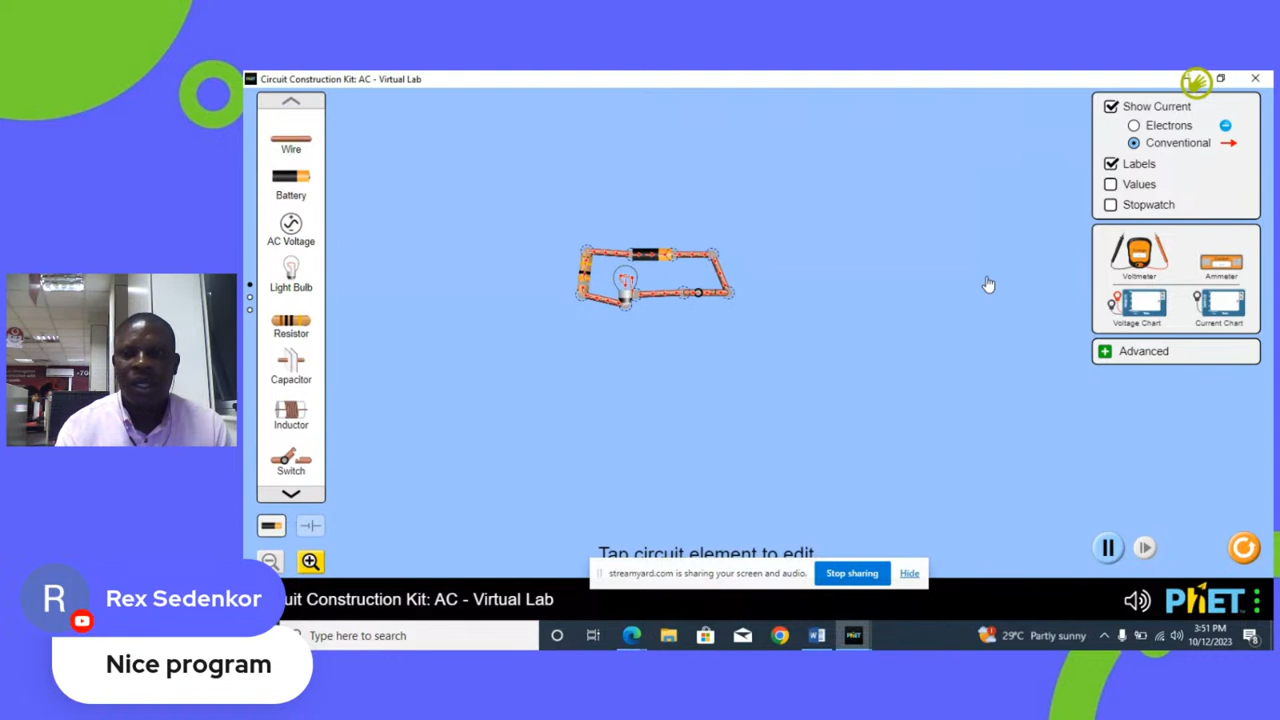 Circuit Construction Kit: AC - Virtual Lab
Wire
Battery
AC Voltage
Light Bulb
Resistor
Capacitor
Inductor
Switch
Show Current
Electrons
Conventional
Labels
Values
Stopwatch
Voltmeter
Ammeter
Voltage Chart
Current Chart
Advanced
Tap circuit element to edit
streamyard.com is sharing your screen and audio.
Stop sharing
Hide
R
Rex Sedenkor
Nice program
cuit Construction Kit: AC - Virtual Lab
PhET
Type here to search
29°C Partly sunny
3:51 PM
10/12/2023
8